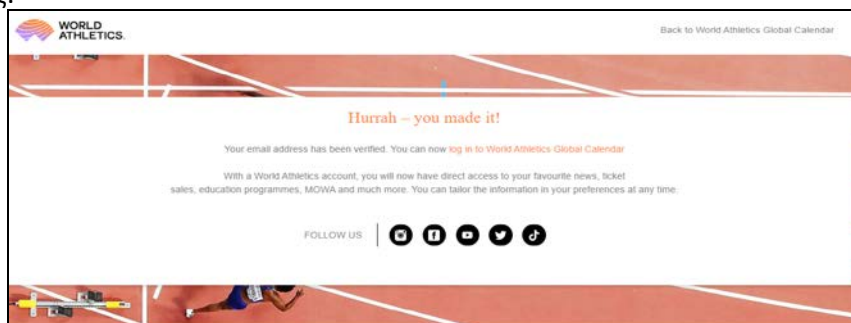 ς.
WORLD
ATHLETICS.
Back to World Athletics Global Calendar
Hurrah – you made it!
Your email address has been verified. You can now log in to World Athletics Global Calendar
With a World Athletics account, you will now have direct access to your favourite news, ticket
sales, education programmes, MOWA and much more. You can tailor the information in your preferences at any time.
FOLLOW US